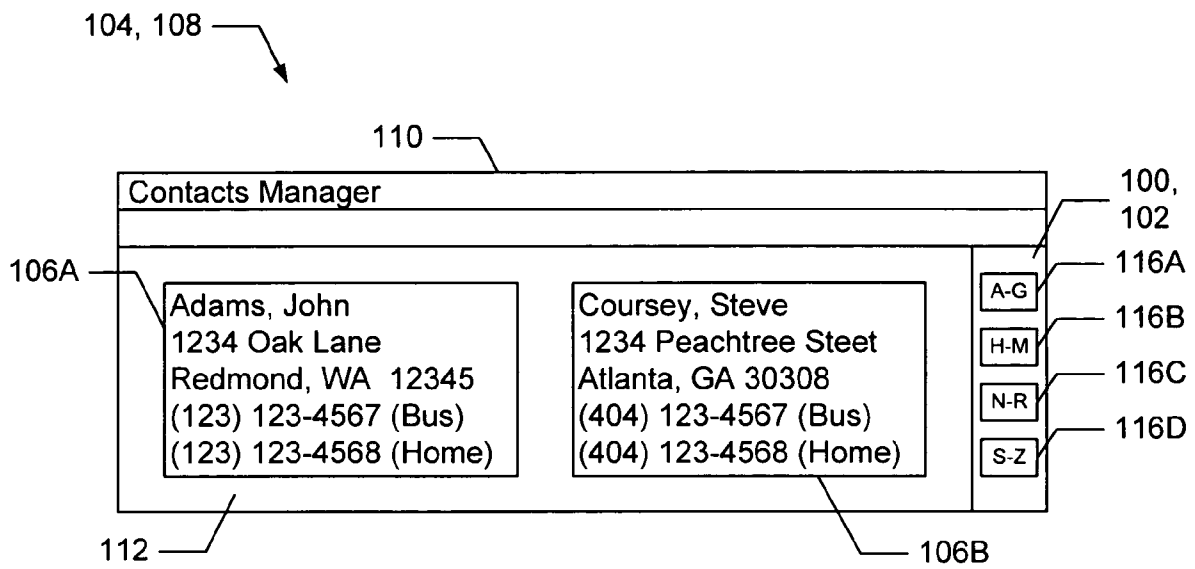 104, 108
110
Contacts Manager
100,
102
106A
116A
Adams, John
1234 Oak Lane
Redmond, WA 12345
(123) 123-4567 (Bus)
(123) 123-4568 (Home)
Coursey, Steve
1234 Peachtree Steet
Atlanta, GA 30308
(404) 123-4567 (Bus)
(404) 123-4568 (Home)
A-G
116B
H-M
116C
N-R
116D
S-Z
112
106B